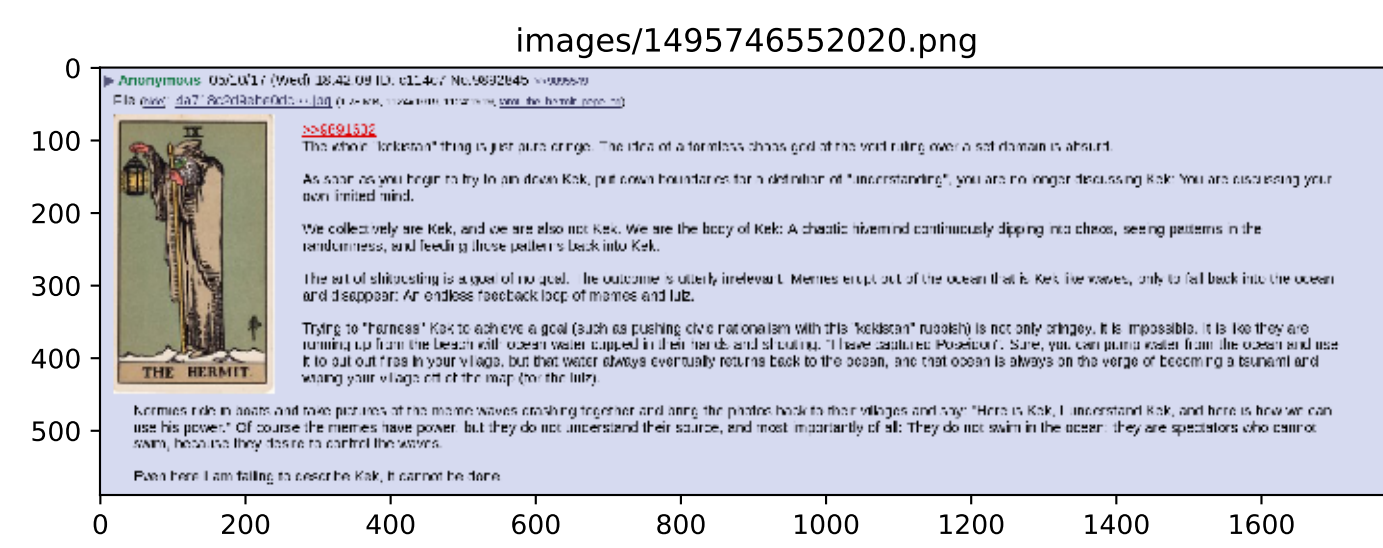 images/1495746552020.png
Anonymous 05/10/17 (Wed) 18:42:08 ID: No.9892845
File (hide):
>>9891602
The whole "kekistan" thing is just pure cringe. The idea of a formless chaos god of the void ruling over a set domain is absurd.
As soon as you begin to try to pin down Kek, put down boundaries for a definition of "understanding", you are no longer discussing Kek: You are discussing your
own limited mind.
We collectively are Kek, and we are also not Kek. We are the body of Kek: A chaotic hivemind continuously dipping into chaos, seeing patterns in the
randomness, and feeding those patterns back into Kek.
The art of shitposting is a goal of no goal. The outcome is utterly irrelevant. Memes erupt out of the ocean that is Kek like waves, only to fall back into the ocean
and disappear: An endless feedback loop of memes and lulz.
Trying to "harness" Kek to achieve a goal (such as pushing civic nationalism with this "kekistan" rubbish) is not only cringey, it is impossible. It is like they are
running up from the beach with ocean water cupped in their hands and shouting: "I have captured Poseidon". Sure, you can pump water from the ocean and use
it to put out fires in your village, but that water always eventually returns back to the ocean, and that ocean is always on the verge of becoming a tsunami and
wiping your village off of the map (for the lulz).
IX
THE HERMIT
Normies ride in boats and take pictures of the meme waves crashing together and bring the photos back to their villages and say: "Here is Kek, I understand Kek, and here is how we can
use his power." Of course the memes have power, but they do not understand their source, and most importantly of all: They do not swim in the ocean; they are spectators who cannot
swim, because they desire to control the waves.
Even here I am failing to describe Kek, it cannot be done
0
100
200
300
400
500
0 200 400 600 800 1000 1200 1400 1600